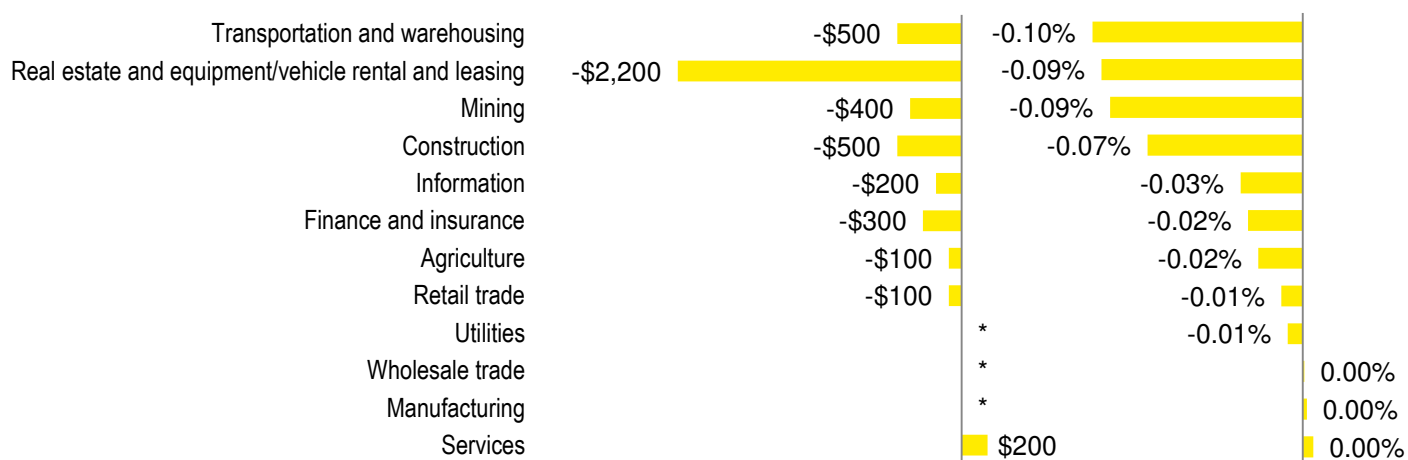 Transportation and warehousing -$500 -0.10%
Real estate and equipment/vehicle rental and leasing -$2,200 -0.09%
Mining -$400 -0.09%
Construction -$500 -0.07%
Information -$200 -0.03%
Finance and insurance -$300 -0.02%
Agriculture -$100 -0.02%
Retail trade -$100 -0.01%
Utilities * -0.01%
Wholesale trade * 0.00%
Manufacturing * 0.00%
Services $200 0.00%